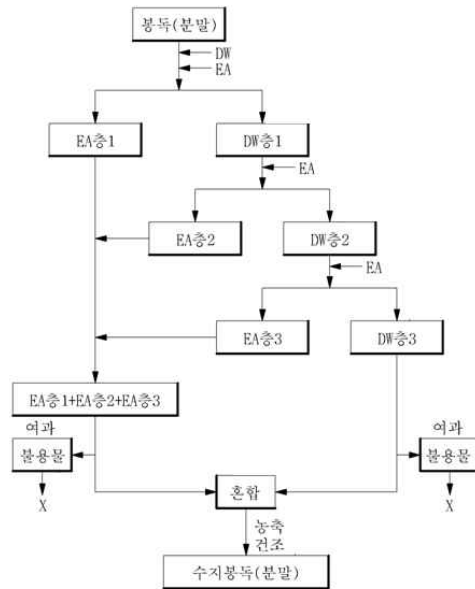 봉독(분말)
DW
EA
EA층1
DW층1
EA
EA층2
DW층2
EA
EA층3
DW층3
EA층1+EA층2+EA층3
여과
불용물
X
여과
불용물
X
혼합
농축
건조
수지봉독(분말)